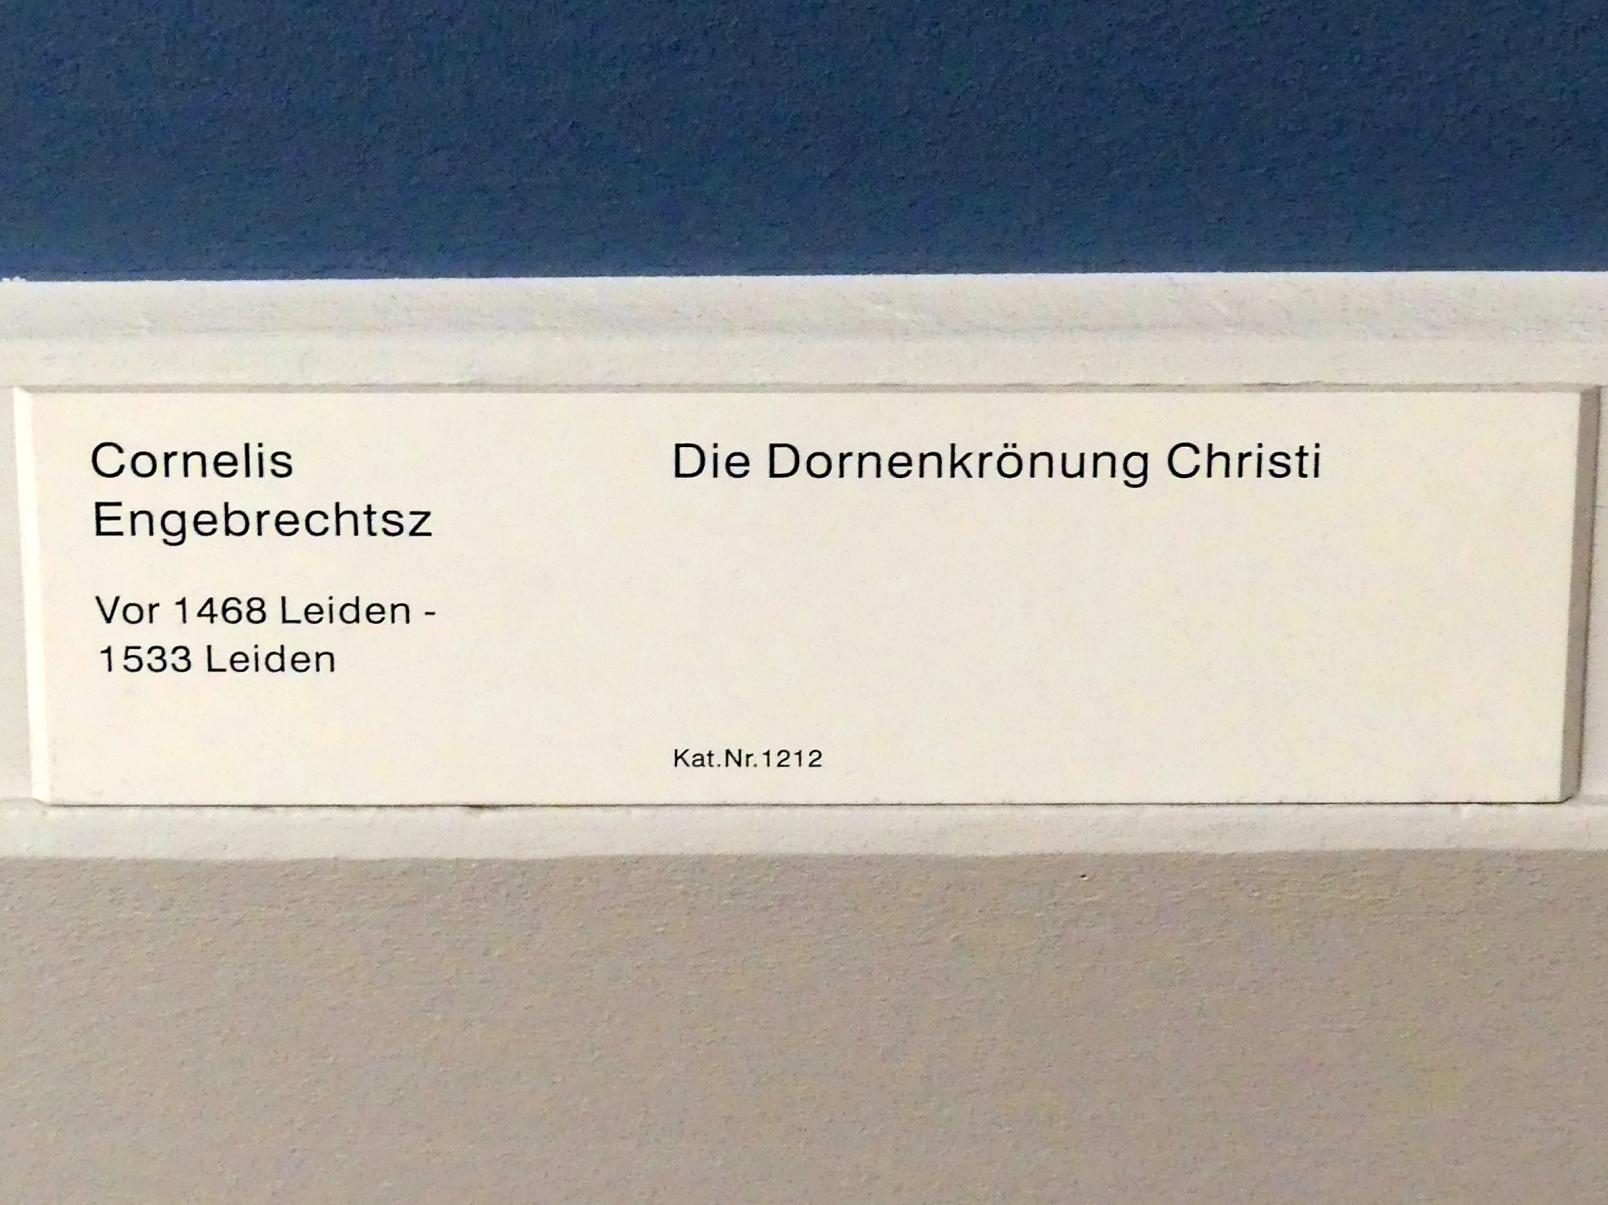 Cornelis
Engebrechtsz
Vor 1468 Leiden -
1533 Leiden
Die Dornenkrönung Christi
Kat.Nr.1212